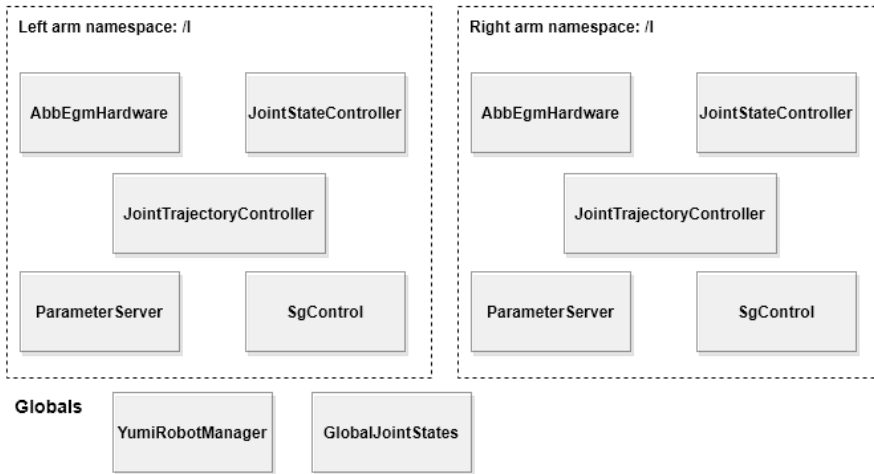 Left arm namespace: /l
Right arm namespace: /l
AbbEgmHardware
JointStateController
AbbEgmHardware
JointStateController
JointTrajectoryController
JointTrajectoryController
ParameterServer
SgControl
ParameterServer
SgControl
Globals
YumiRobotManager
GlobalJointStates